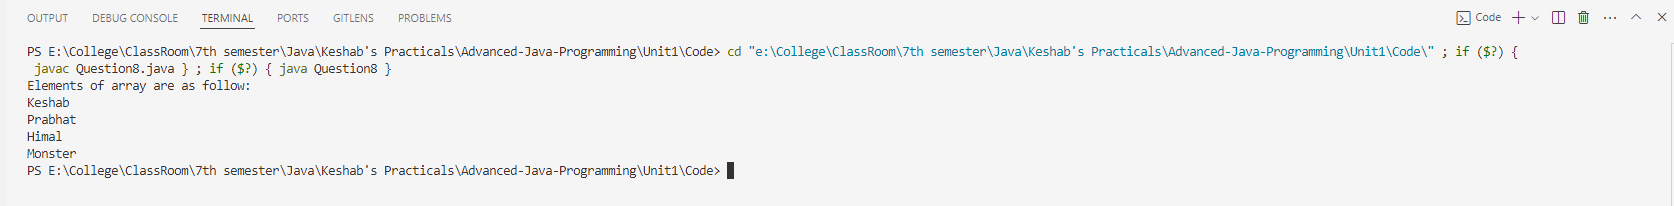 OUTPUT DEBUG CONSOLE TERMINAL PORTS GITLENS PROBLEMS Code
PS E:\College\ClassRoom\7th semester\Java\Keshab's Practicals\Advanced-Java-Programming\Unit1\Code> cd "e:\College\ClassRoom\7th semester\Java\Keshab's Practicals\Advanced-Java-Programming\Unit1\Code\" ; if ($?) {
javac Question8.java } ; if ($?) { java Question8 }
Elements of array are as follow:
Keshab
Prabhat
Himal
Monster
PS E:\College\ClassRoom\7th semester\Java\Keshab's Practicals\Advanced-Java-Programming\Unit1\Code>